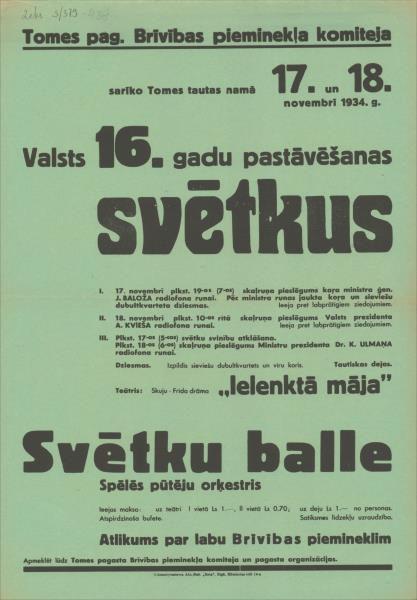 Tomes pag. Brīvības pieminekļa komiteja
sarīko Tomes tautas namā 17. un 18.
novembrī 1934. g.
Valsts 16. gadu pastāvēšanas
svētkus
I. 17. novembrī plkst. 19-os (7-os) skaļruņa pieslēgums kaŗa ministra ģen.
J. BALOŽA radiofona runai. Pēc ministra runas jaukta koŗa un sieviešu
dubultkvarteta dziesmas. Ieeja pret labprātīgiem ziedojumiem.
II. 18. novembrī plkst. 10-os rītā skaļruņa pieslēgums Valsts prezidenta
A. KVIEŠA radiofona runai. Ieeja pret labprātīgiem ziedojumiem.
III. Plkst. 17-os (5-os) svētku svinību atklāšana.
Plkst. 18-os (6-os) skaļruņa pieslēgums Ministru prezidenta Dr. K. ULMAŅA
radiofona runai.
Dziesmas. Izpildīs sieviešu dubultkvartets un vīru koris. Tautiskas dejas.
Teātris: Skuju-Frīda drāma „Ielenktā māja"
Svētku balle
Spēlēs pūtēju orķestris
Ieejas maksa: uz teātri I vietā Ls 1.—, II vietā Ls 0.70; uz deju Ls 1.— no personas.
Atspirdzinoša bufete. Satiksmes līdzekļu uzraudzība.
Atlikums par labu Brīvības piemineklim
Apmeklēt lūdz Tomes pagasta Brīvības pieminekļa komiteja un pagasta organizācijas.